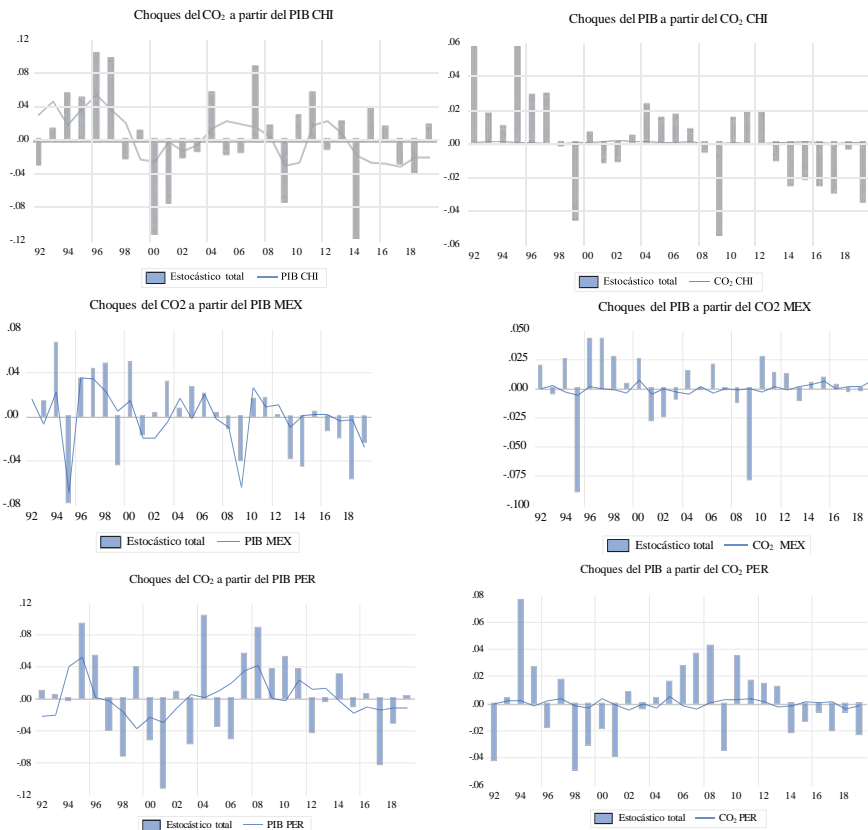 Choques del CO₂ a partir del PIB CHI
.12
.08
.04
.00
-.04
-.08
-.12
92 94 96 98 00 02 04 06 08 10 12 14 16 18
Estocástico total PIB CHI
Choques del PIB a partir del CO₂ CHI
.06
.04
.02
.00
-.02
-.04
-.06
92 94 96 98 00 02 04 06 08 10 12 14 16 18
Estocástico total CO₂ CHI
Choques del CO2 a partir del PIB MEX
.08
.04
.00
-.04
-.08
92 94 96 98 00 02 04 06 08 10 12 14 16 18
Estocástico total PIB MEX
Choques del PIB a partir del CO2 MEX
.050
.025
.000
-.025
-.050
-.075
-.100
92 94 96 98 00 02 04 06 08 10 12 14 16 18
Estocástico total CO₂ MEX
Choques del CO₂ a partir del PIB PER
.12
.08
.04
.00
-.04
-.08
-.12
92 94 96 98 00 02 04 06 08 10 12 14 16 18
Estocástico total PIB PER
Choques del PIB a partir del CO₂ PER
.08
.06
.04
.02
.00
-.02
-.04
-.06
92 94 96 98 00 02 04 06 08 10 12 14 16 18
Estocástico total CO₂ PER